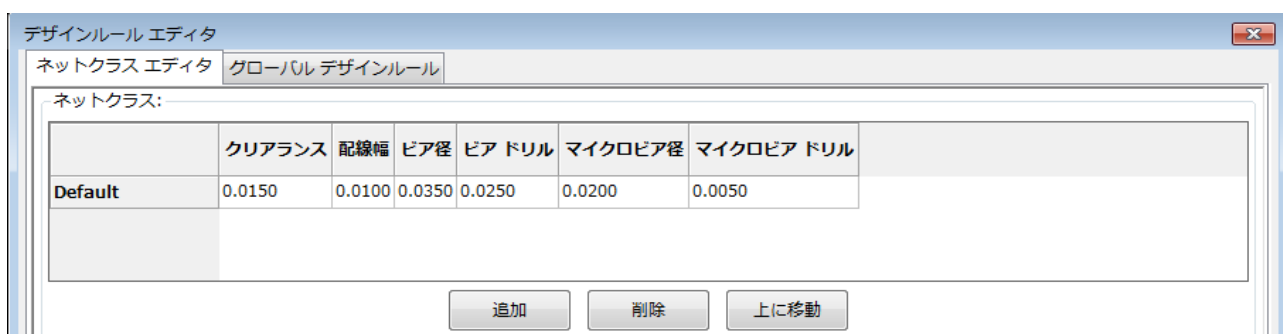 デザインルール エディタ
ネットクラス エディタ グローバル デザインルール
ネットクラス:
クリアランス 配線幅 ビア径 ビア ドリル マイクロビア径 マイクロビア ドリル
Default 0.0150 0.0100 0.0350 0.0250 0.0200 0.0050
追加 削除 上に移動